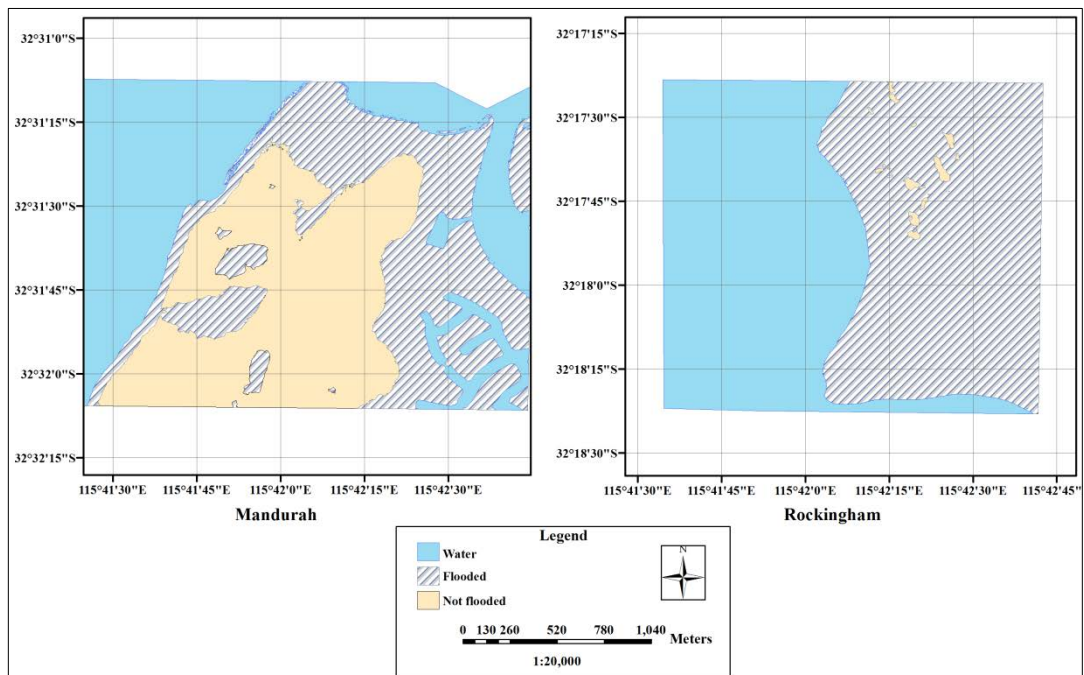 32°31'0"S
32°31'15"S
32°31'30"S
32°31'45"S
32°32'0"S
32°32'15"S
115°41'30"E 115°41'45"E 115°42'0"E 115°42'15"E 115°42'30"E
Mandurah
32°17'15"S
32°17'30"S
32°17'45"S
32°18'0"S
32°18'15"S
32°18'30"S
115°41'30"E 115°41'45"E 115°42'0"E 115°42'15"E 115°42'30"E 115°42'45"E
Rockingham
Legend
Water
Flooded
Not flooded
N
0 130 260 520 780 1,040
Meters
1:20,000